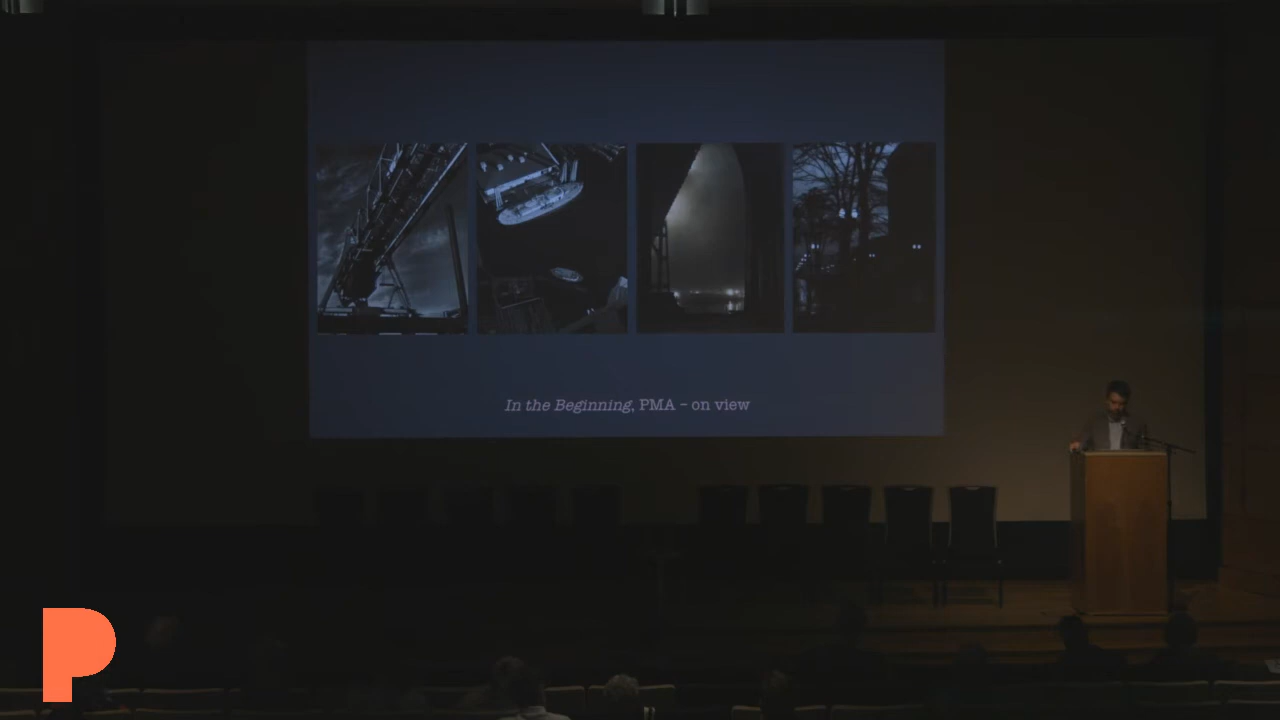 In the Beginning, PMA – on view
P